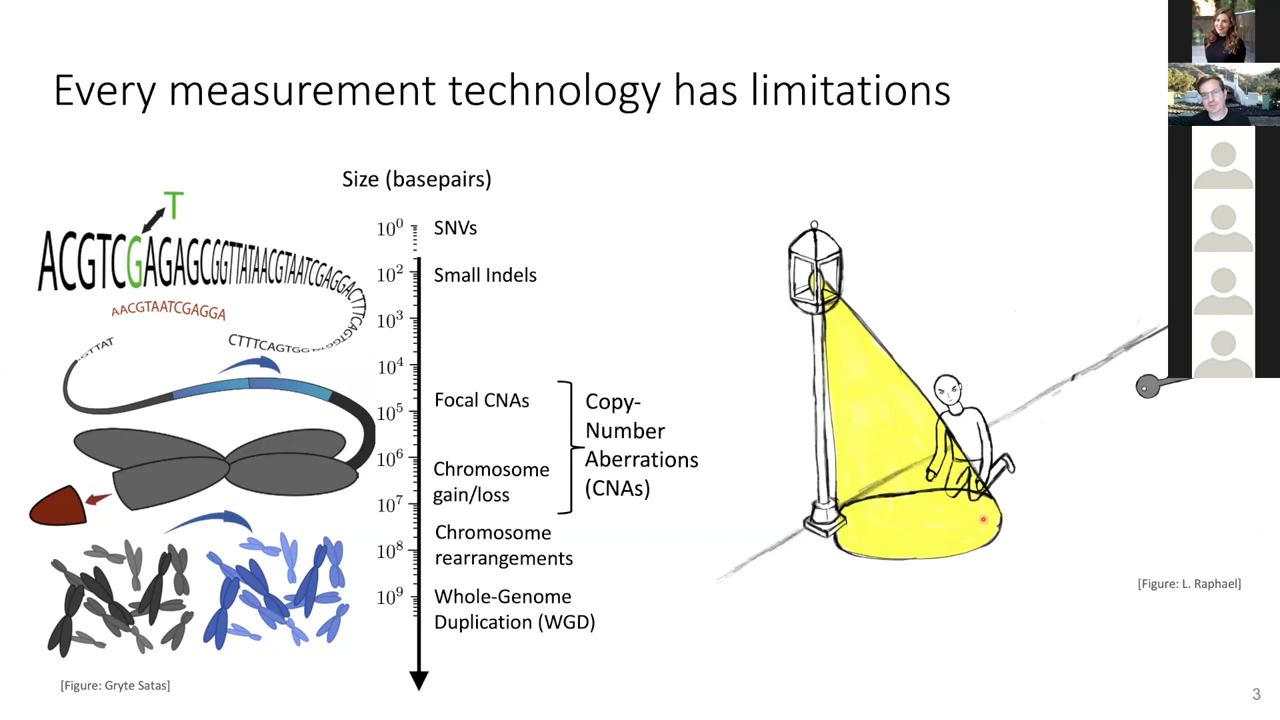 Every measurement technology has limitations
Size (basepairs)
T
ACGTCGAGAGCGGTTATAACGTAATCGAGGACTTTCAGTGG
AACGTAATCGAGGA
CTTTCAGTGG
GTTAT
10⁰ SNVs
10² Small Indels
10³
10⁴
10⁵ Focal CNAs
10⁶ Chromosome
gain/loss
10⁷
Copy-
Number
Aberrations
(CNAs)
Chromosome
10⁸ rearrangements
10⁹ Whole-Genome
Duplication (WGD)
[Figure: L. Raphael]
[Figure: Gryte Satas]
3